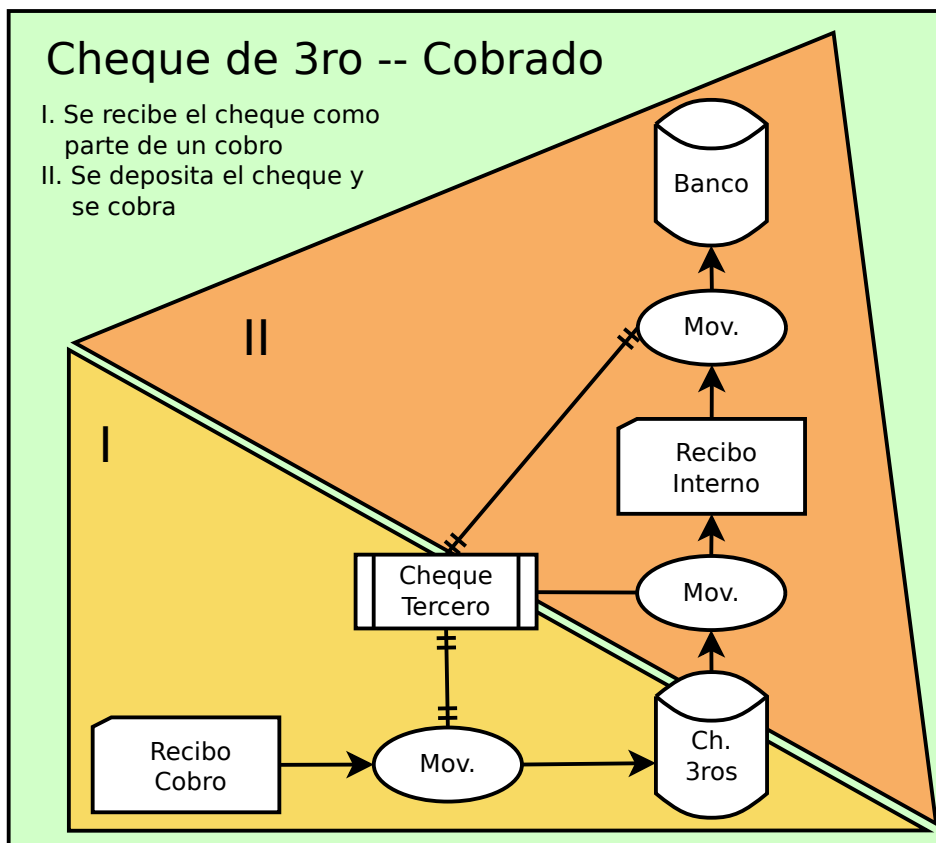 Cheque de 3ro -- Cobrado
I. Se recibe el cheque como
parte de un cobro
II. Se deposita el cheque y
se cobra
Banco
II
Mov.
I
Recibo
Interno
Cheque
Tercero
Mov.
Recibo
Cobro
Mov.
Ch.
3ros